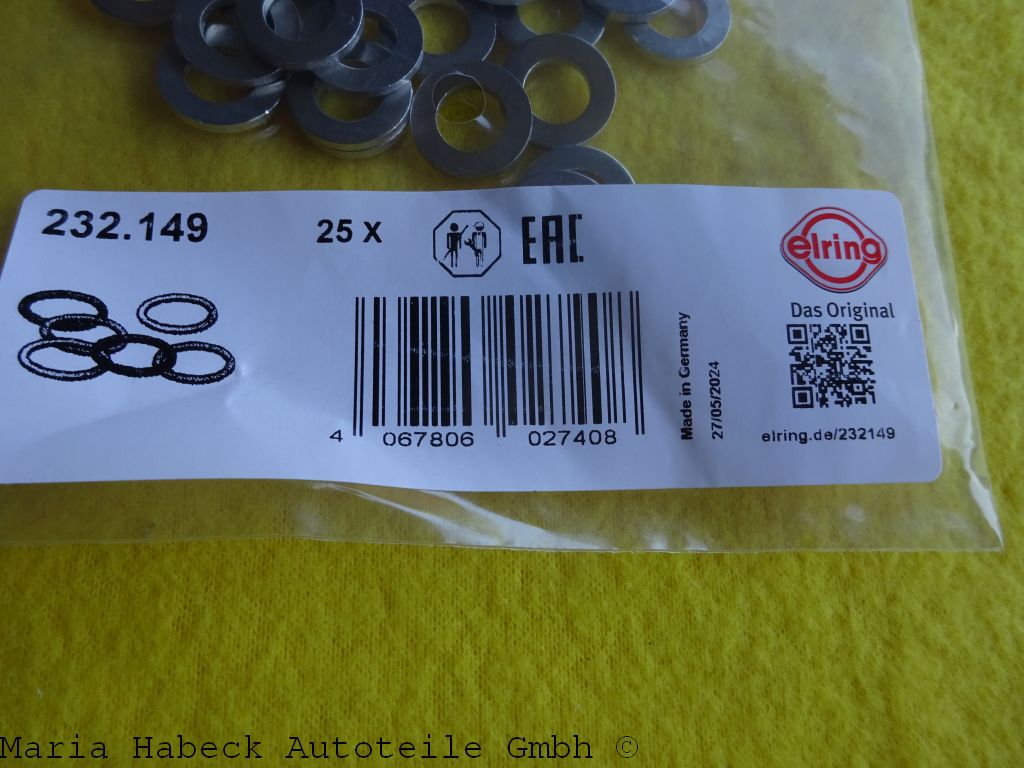 232.149
25 X
EAC
elring
Das Original
Made in Germany
27/05/2024
4 067806 027408
elring.de/232149
Maria Habeck Autoteile Gmbh ©